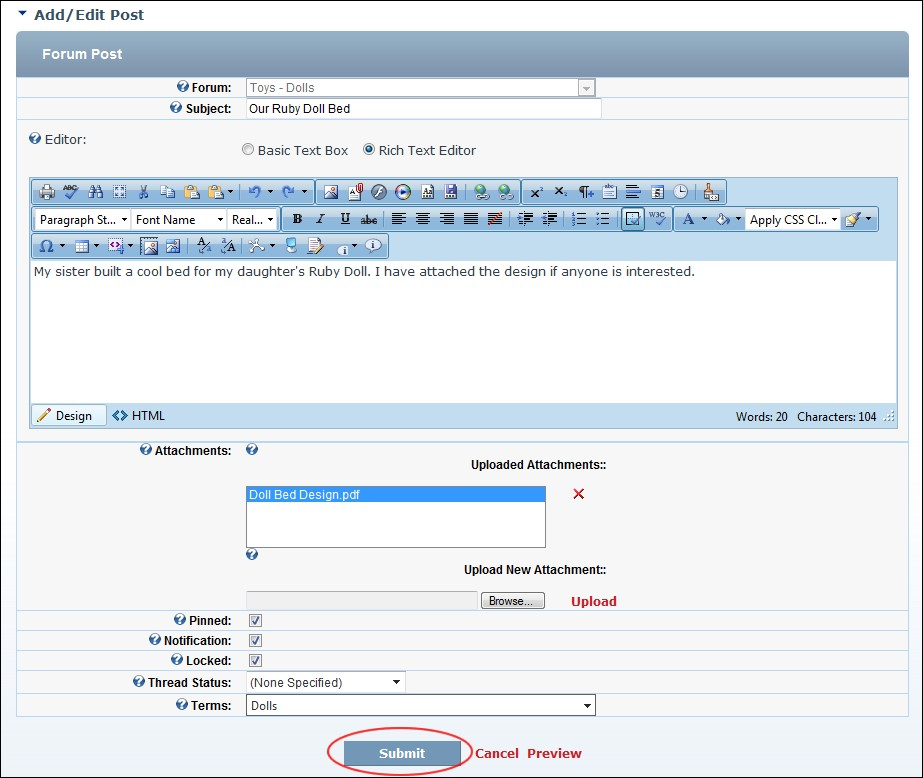 Add/Edit Post
Forum Post
Forum: Toys - Dolls
Subject: Our Ruby Doll Bed
Editor:
Basic Text Box Rich Text Editor
ABC
Paragraph St... Font Name Real... B I U abc W3C A Apply CSS Cl...
Ω
My sister built a cool bed for my daughter's Ruby Doll. I have attached the design if anyone is interested.
Design HTML Words: 20 Characters: 104
Attachments:
Uploaded Attachments::
Doll Bed Design.pdf
Upload New Attachment::
Browse... Upload
Pinned:
Notification:
Locked:
Thread Status: (None Specified)
Terms: Dolls
Submit Cancel Preview